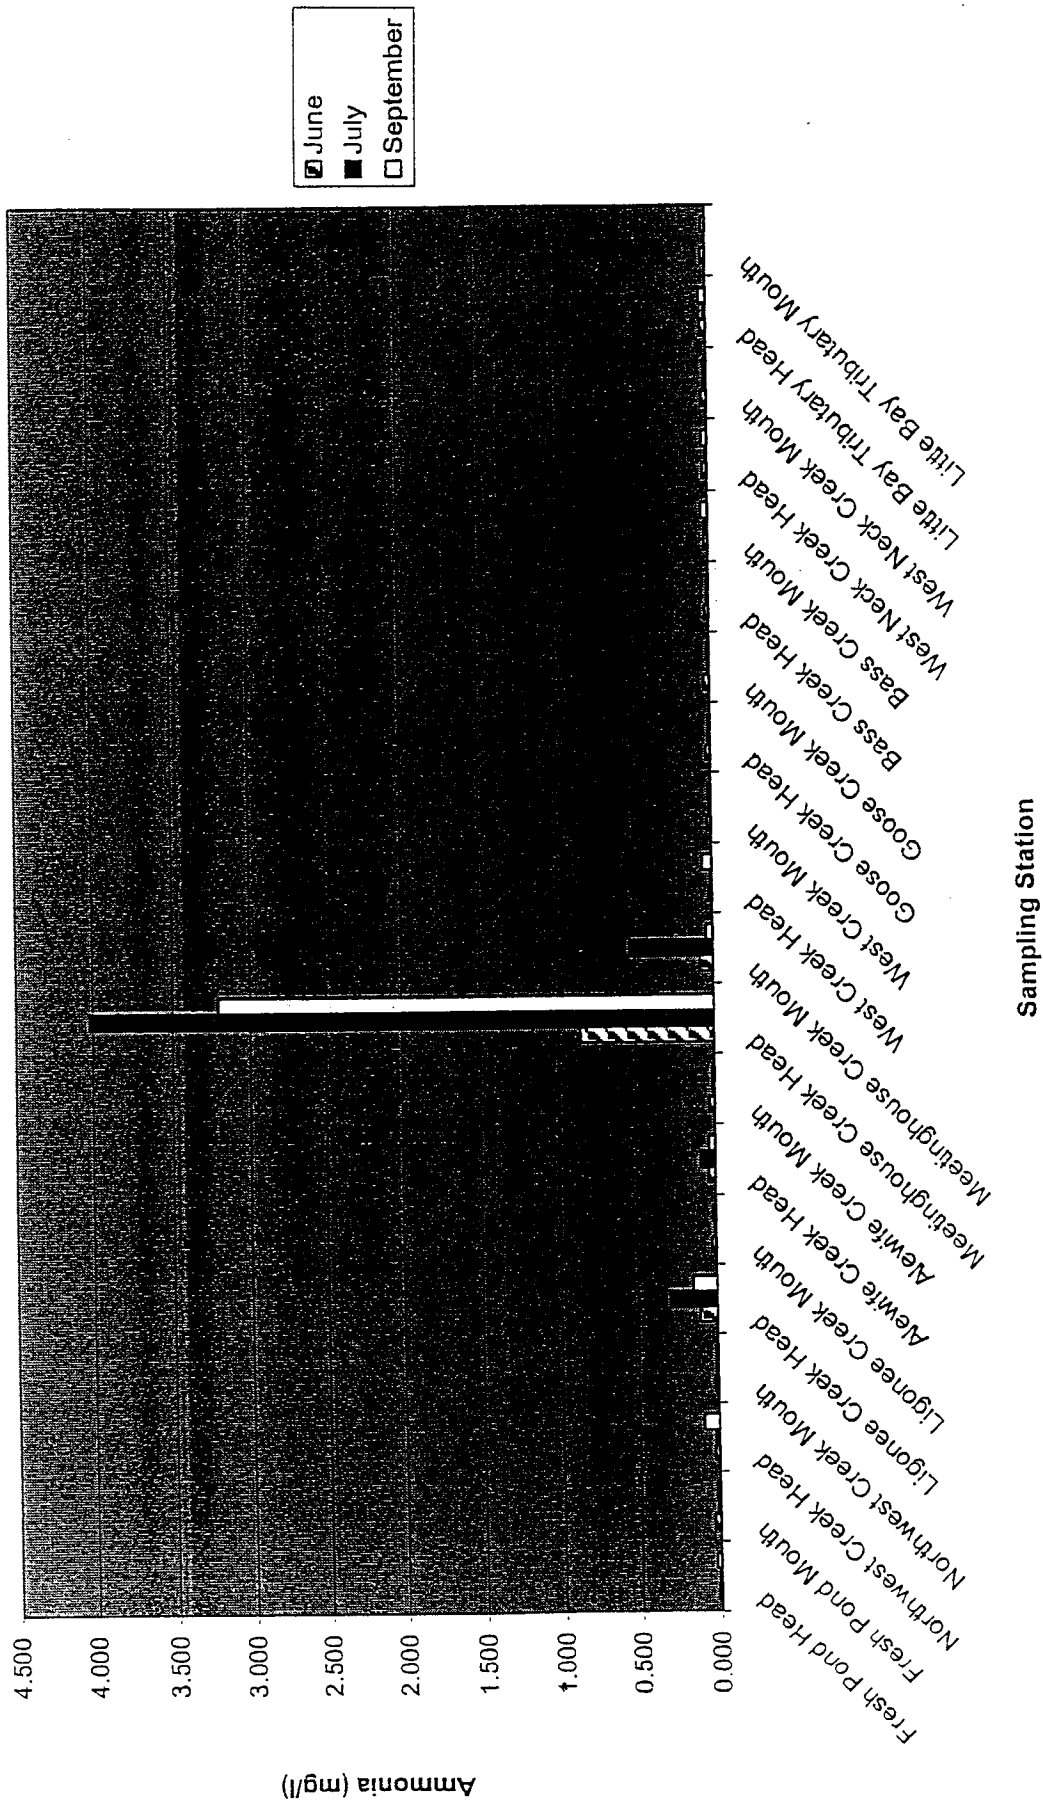 Ammonia (mg/l)
4.500
4.000
3.500
3.000
2.500
2.000
1.500
1.000
0.500
0.000
Fresh Pond Head
Fresh Pond Mouth
Northwest Creek Head
Northwest Creek Mouth
Ligonee Creek Head
Ligonee Creek Mouth
Alewife Creek Head
Alewife Creek Mouth
Meetinghouse Creek Head
Meetinghouse Creek Mouth
West Creek Head
West Creek Mouth
Goose Creek Head
Goose Creek Mouth
Bass Creek Head
Bass Creek Mouth
West Neck Creek Head
West Neck Creek Mouth
Little Bay Tributary Head
Little Bay Tributary Mouth
Sampling Station
June
July
September